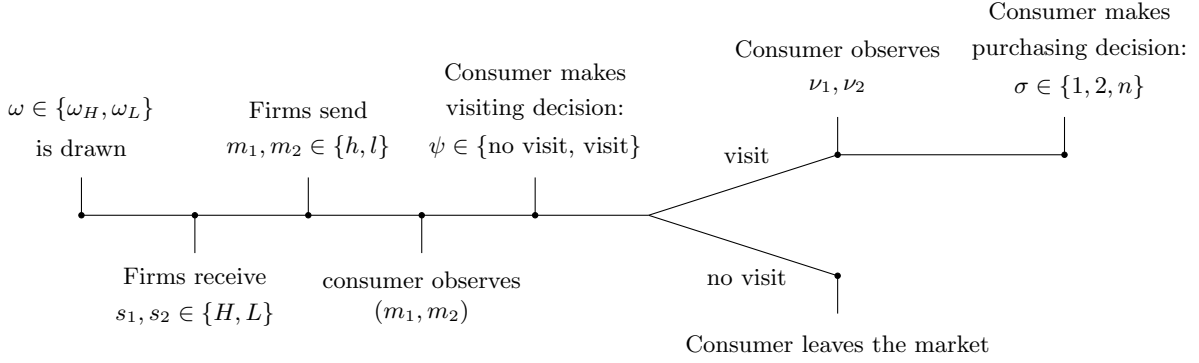 ω ∈ {ω_H, ω_L}
is drawn
Firms receive
s₁, s₂ ∈ {H, L}
Firms send
m₁, m₂ ∈ {h, l}
consumer observes
(m₁, m₂)
Consumer makes
visiting decision:
ψ ∈ {no visit, visit}
visit
no visit
Consumer observes
ν₁, ν₂
Consumer makes
purchasing decision:
σ ∈ {1, 2, n}
Consumer leaves the market